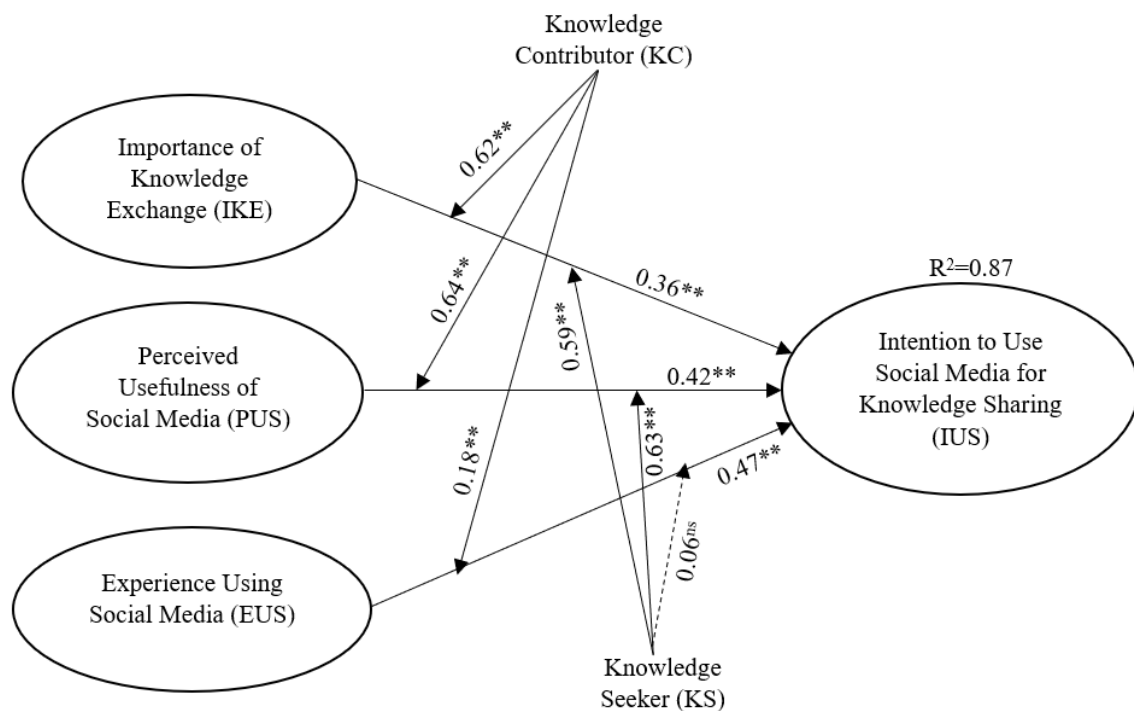 Knowledge
Contributor (KC)
Importance of
Knowledge
Exchange (IKE)
0.62**
0.64**
0.18**
0.36**
0.59**
R²=0.87
Perceived
Usefulness of
Social Media (PUS)
0.42**
0.63**
Intention to Use
Social Media for
Knowledge Sharing
(IUS)
0.47**
0.06ⁿˢ
Experience Using
Social Media (EUS)
Knowledge
Seeker (KS)